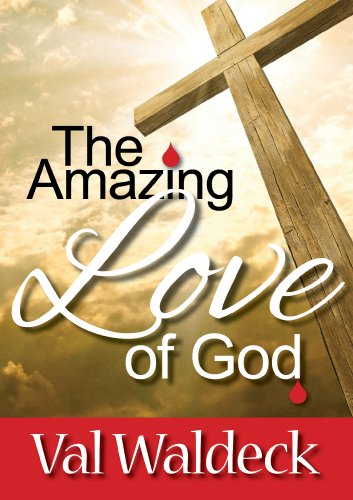 The
Amazing
Love
of God
Val Waldeck